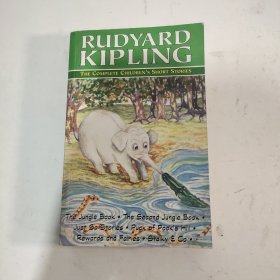 RUDYARD
KIPLING
THE COMPLETE CHILDREN'S SHORT STORIES
The Jungle Book • The Second Jungle Book •
Just So Stories • Puck of Pook's Hill •
Rewards and Fairies • Stalky & Co •